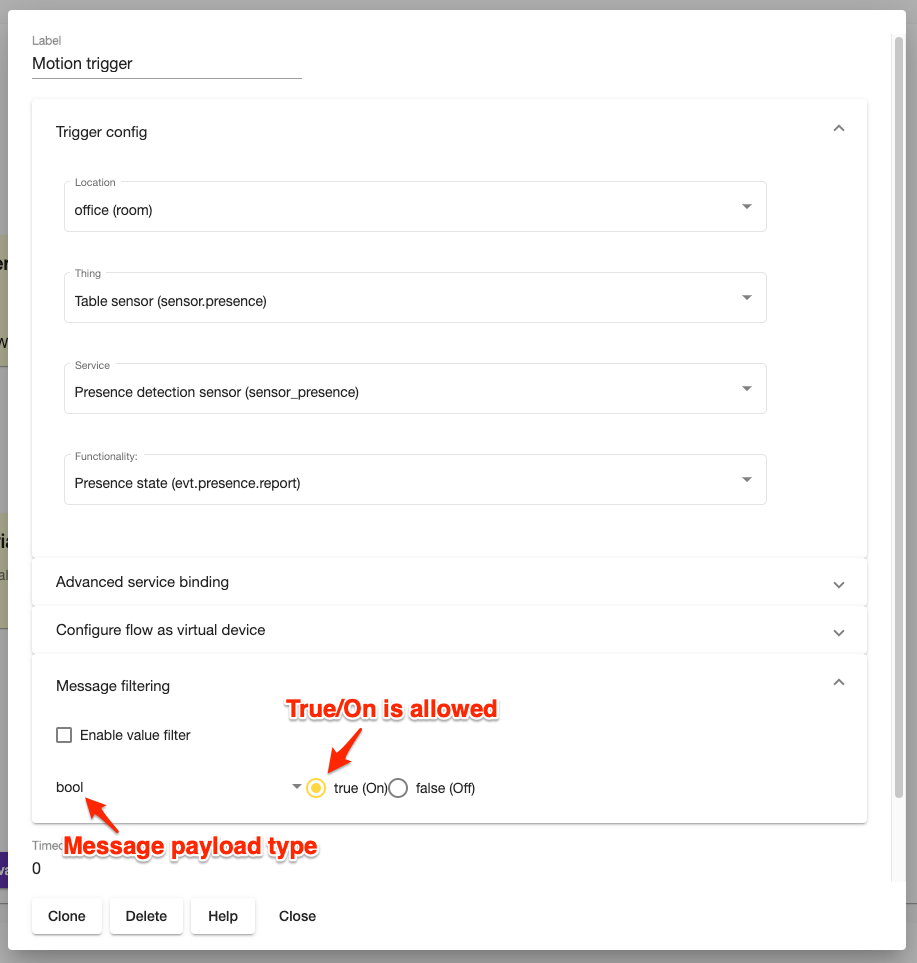 Label
Motion trigger
Trigger config
Location
office (room)
Thing
Table sensor (sensor.presence)
Service
Presence detection sensor (sensor_presence)
Functionality:
Presence state (evt.presence.report)
Advanced service binding
Configure flow as virtual device
Message filtering
True/On is allowed
Enable value filter
bool
true (On)
false (Off)
Message payload type
0
Clone
Delete
Help
Close